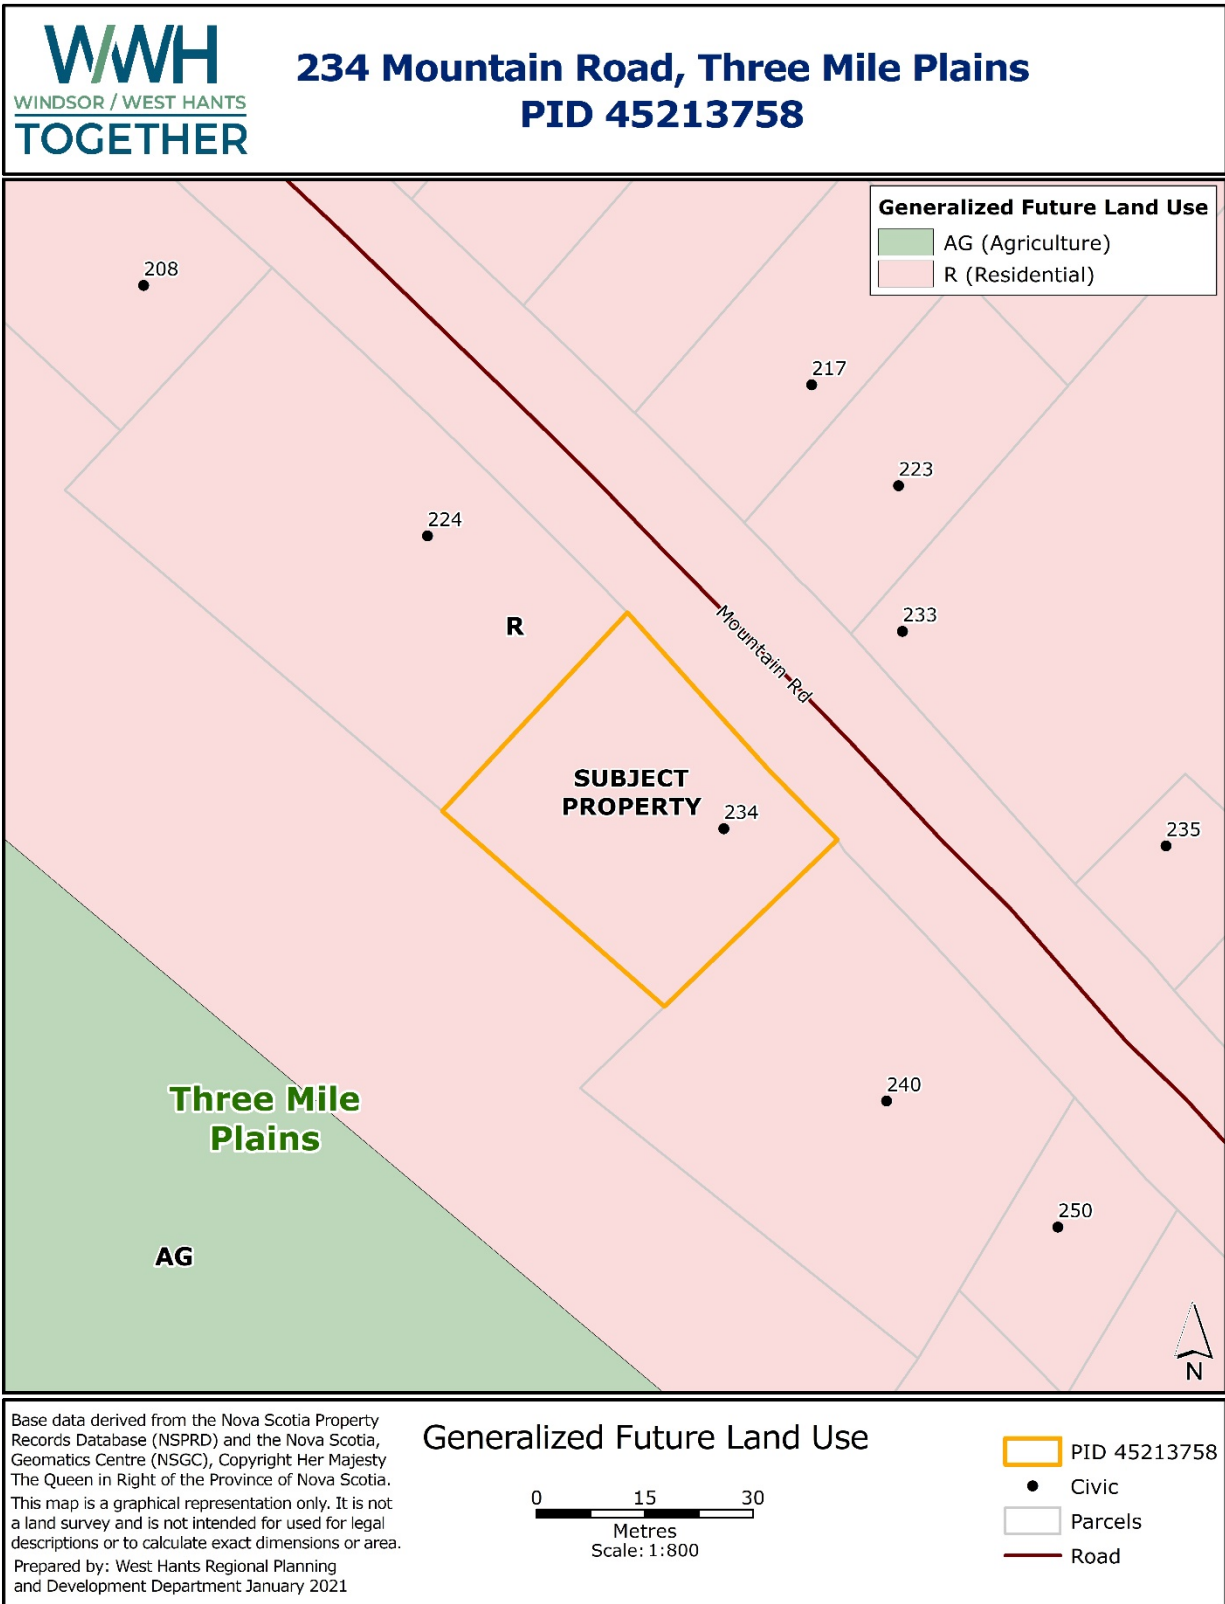 WWH
WINDSOR / WEST HANTS
TOGETHER
234 Mountain Road, Three Mile Plains
PID 45213758
Generalized Future Land Use
AG (Agriculture)
R (Residential)
208
217
223
224
233
R
Mountain Rd
SUBJECT
PROPERTY
234
235
Three Mile
Plains
240
250
AG
N
Base data derived from the Nova Scotia Property
Records Database (NSPRD) and the Nova Scotia,
Geomatics Centre (NSGC), Copyright Her Majesty
The Queen in Right of the Province of Nova Scotia.
This map is a graphical representation only. It is not
a land survey and is not intended for used for legal
descriptions or to calculate exact dimensions or area.
Prepared by: West Hants Regional Planning
and Development Department January 2021
Generalized Future Land Use
0 15 30
Metres
Scale: 1:800
PID 45213758
Civic
Parcels
Road